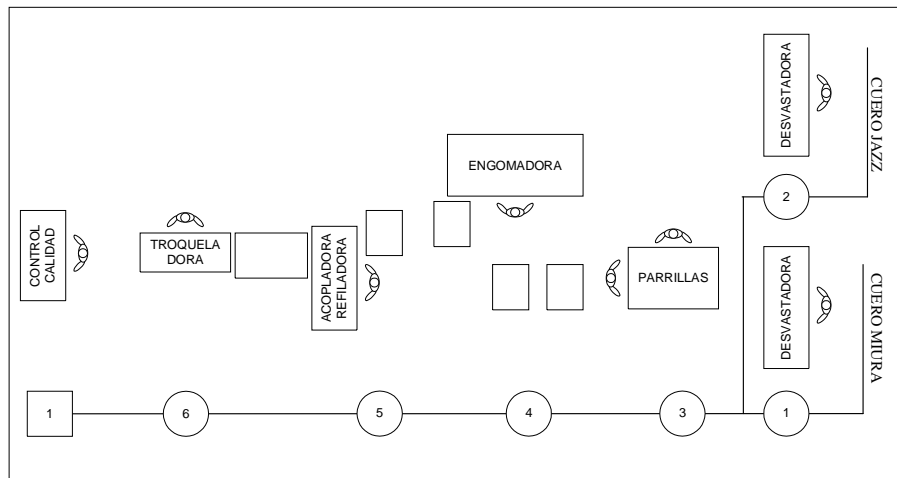 DESVASTADORA
CUERO JAZZ
ENGOMADORA
2
CONTROL
CALIDAD
TROQUELA
DORA
ACOPLADORA
REFILADORA
PARRILLAS
DESVASTADORA
CUERO MIURA
1
6
5
4
3
1